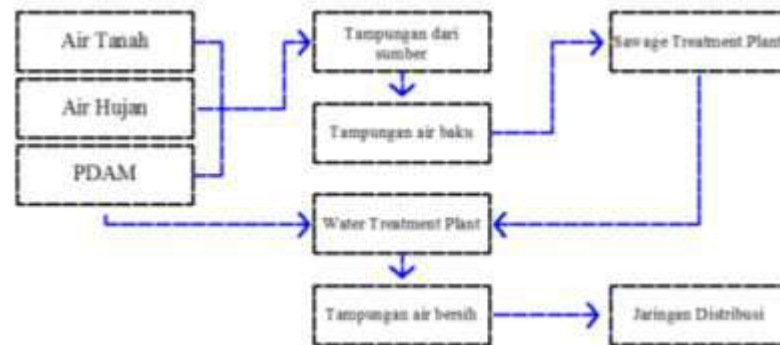 Air Tanah
Air Hujan
PDAM
Tampungan dari
sumber
Tampungan air baku
Sawage Treatment Plant
Water Treatment Plant
Tampungan air bersih
Jaringan Distribusi